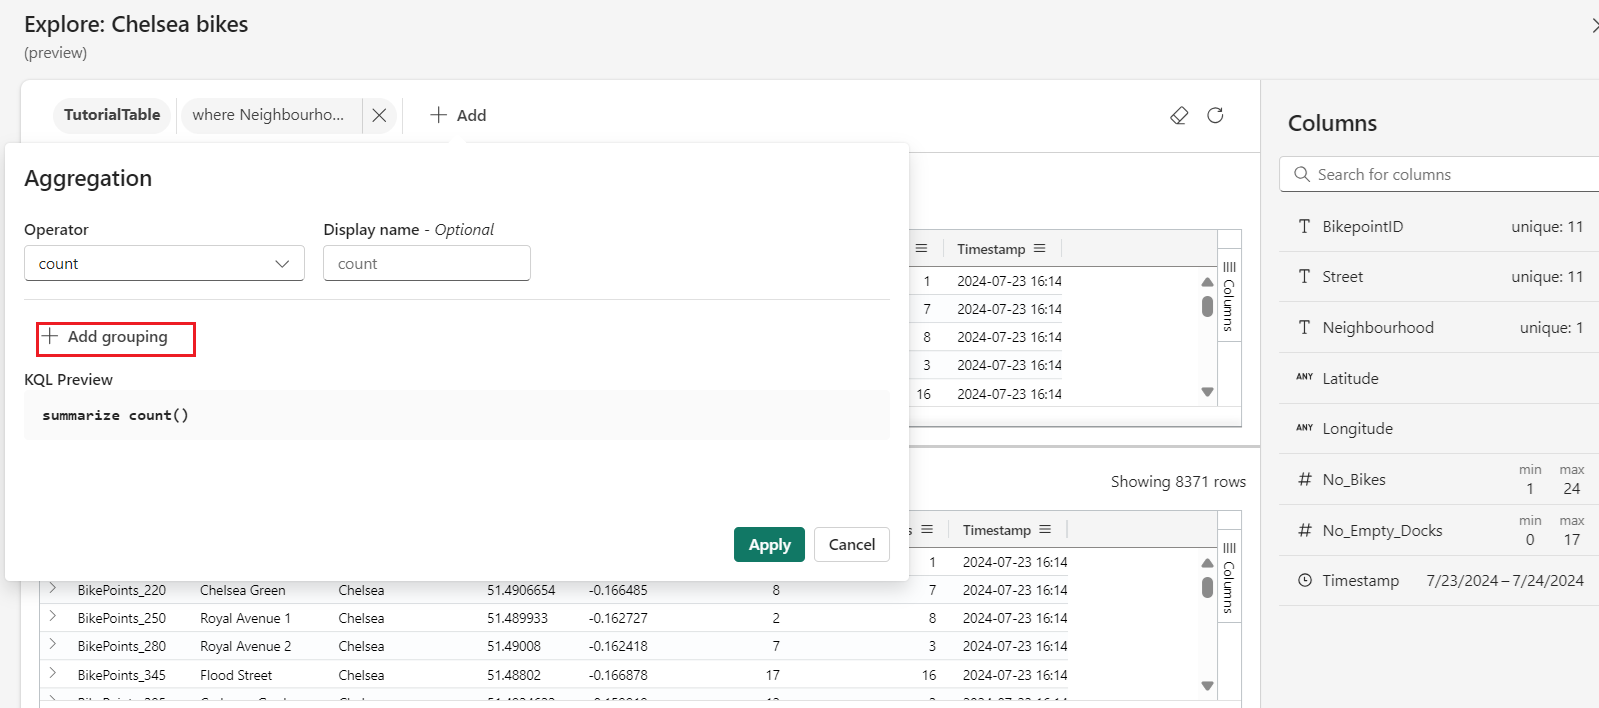 Explore: Chelsea bikes
(preview)
TutorialTable
where Neighbourho...
Add
Aggregation
Operator
Display name - Optional
count
count
Add grouping
KQL Preview
summarize count()
Apply
Cancel
Timestamp
1 2024-07-23 16:14
7 2024-07-23 16:14
8 2024-07-23 16:14
3 2024-07-23 16:14
16 2024-07-23 16:14
Columns
Showing 8371 rows
s Timestamp
1 2024-07-23 16:14
BikePoints_220 Chelsea Green Chelsea 51.4906654 -0.166485 8 7 2024-07-23 16:14
BikePoints_250 Royal Avenue 1 Chelsea 51.489933 -0.162727 2 8 2024-07-23 16:14
BikePoints_280 Royal Avenue 2 Chelsea 51.49008 -0.162418 7 3 2024-07-23 16:14
BikePoints_345 Flood Street Chelsea 51.48802 -0.166878 17 16 2024-07-23 16:14
Columns
Columns
Search for columns
BikepointID unique: 11
Street unique: 11
Neighbourhood unique: 1
ANY Latitude
ANY Longitude
No_Bikes min 1 max 24
No_Empty_Docks min 0 max 17
Timestamp 7/23/2024 – 7/24/2024